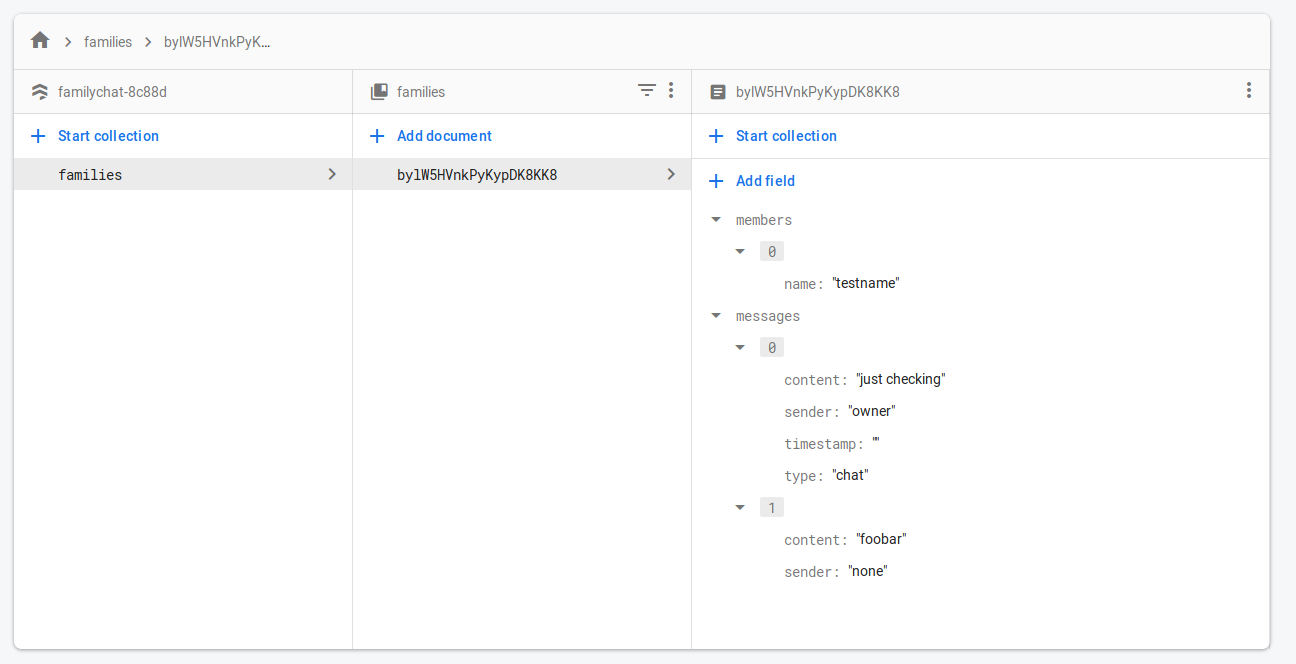 families
bylW5HVnkPyK...
familychat-8c88d
families
bylW5HVnkPyKypDK8KK8
Start collection
Add document
Start collection
families
bylW5HVnkPyKypDK8KK8
Add field
members
0
name: "testname"
messages
0
content: "just checking"
sender: "owner"
timestamp: ""
type: "chat"
1
content: "foobar"
sender: "none"